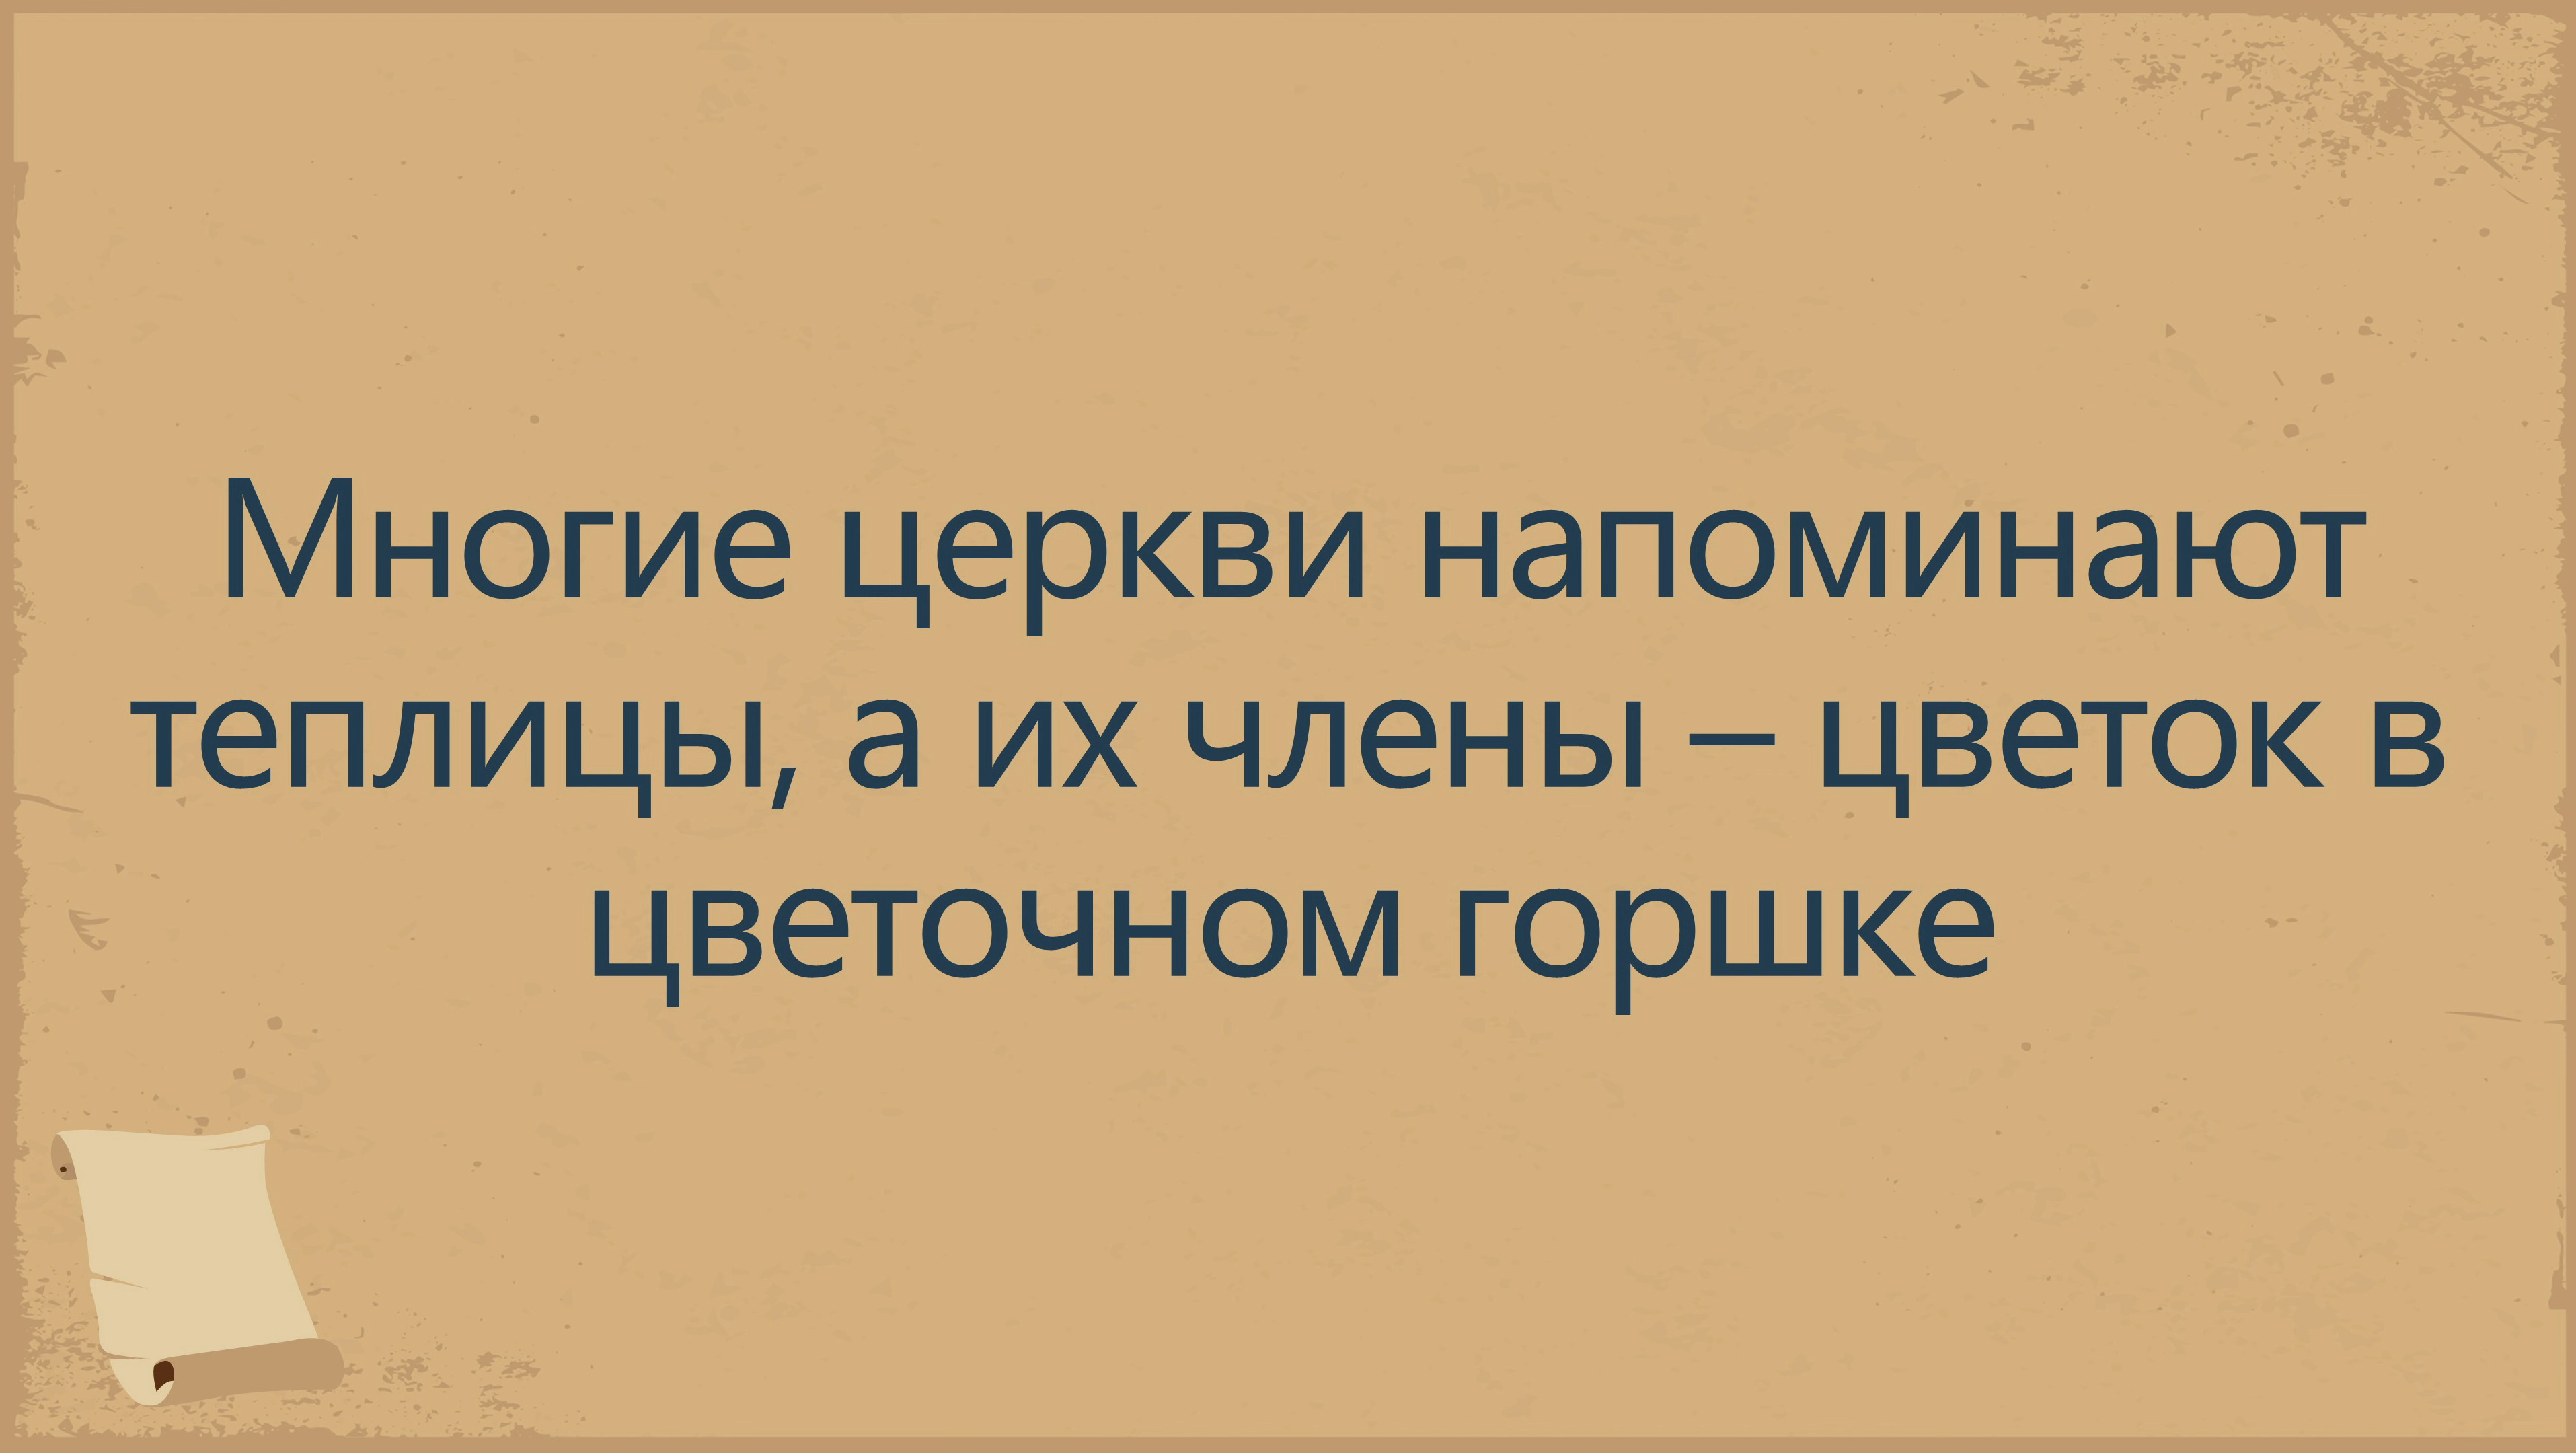 Многие церкви напоминают
теплицы, а их члены – цветок в
цветочном горшке